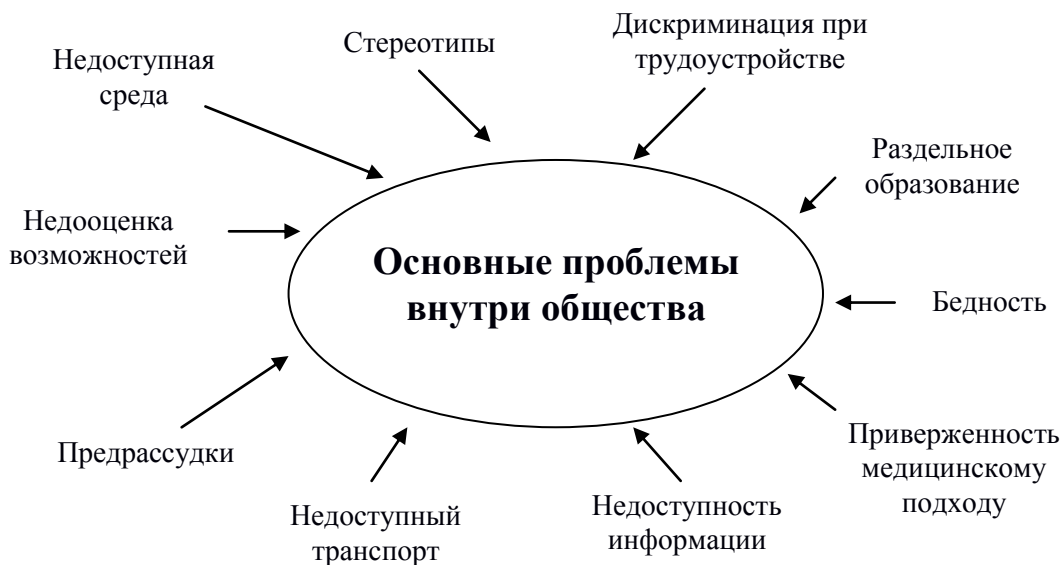 Стереотипы
Дискриминация при
трудоустройстве
Недоступная
среда
Раздельное
образование
Недооценка
возможностей
Основные проблемы
внутри общества
Бедность
Предрассудки
Приверженность
медицинскому
подходу
Недоступный
транспорт
Недоступность
информации